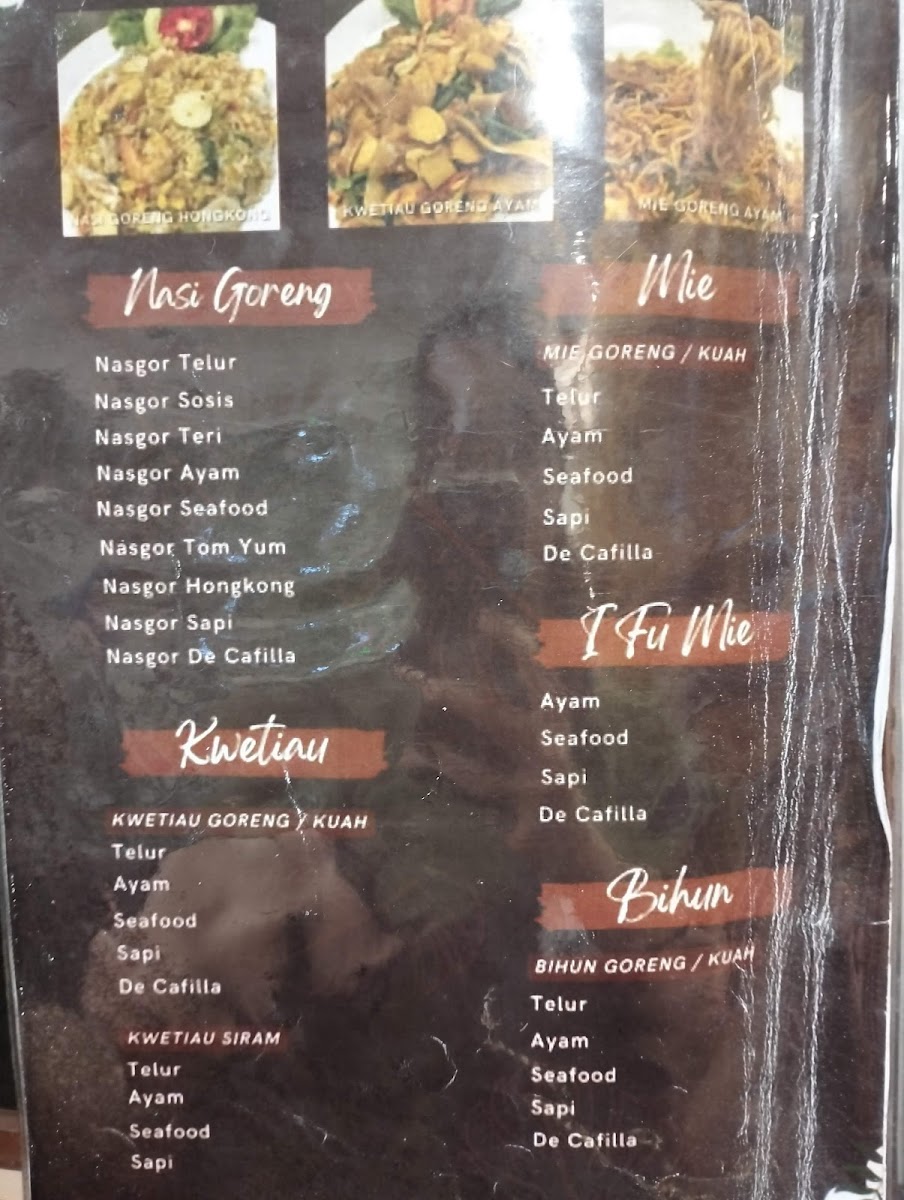 NASI GORENG HONGKONG
KWETIAU GORENG AYAM
MIE GORENG AYAM
Nasi Goreng
Nasgor Telur
Nasgor Sosis
Nasgor Teri
Nasgor Ayam
Nasgor Seafood
Nasgor Tom Yum
Nasgor Hongkong
Nasgor Sapi
Nasgor De Cafilla
Kwetiau
KWETIAU GORENG / KUAH
Telur
Ayam
Seafood
Sapi
De Cafilla
KWETIAU SIRAM
Telur
Ayam
Seafood
Sapi
Mie
MIE GORENG / KUAH
Telur
Ayam
Seafood
Sapi
De Cafilla
I Fu Mie
Ayam
Seafood
Sapi
De Cafilla
Bihun
BIHUN GORENG / KUAH
Telur
Ayam
Seafood
Sapi
De Cafilla